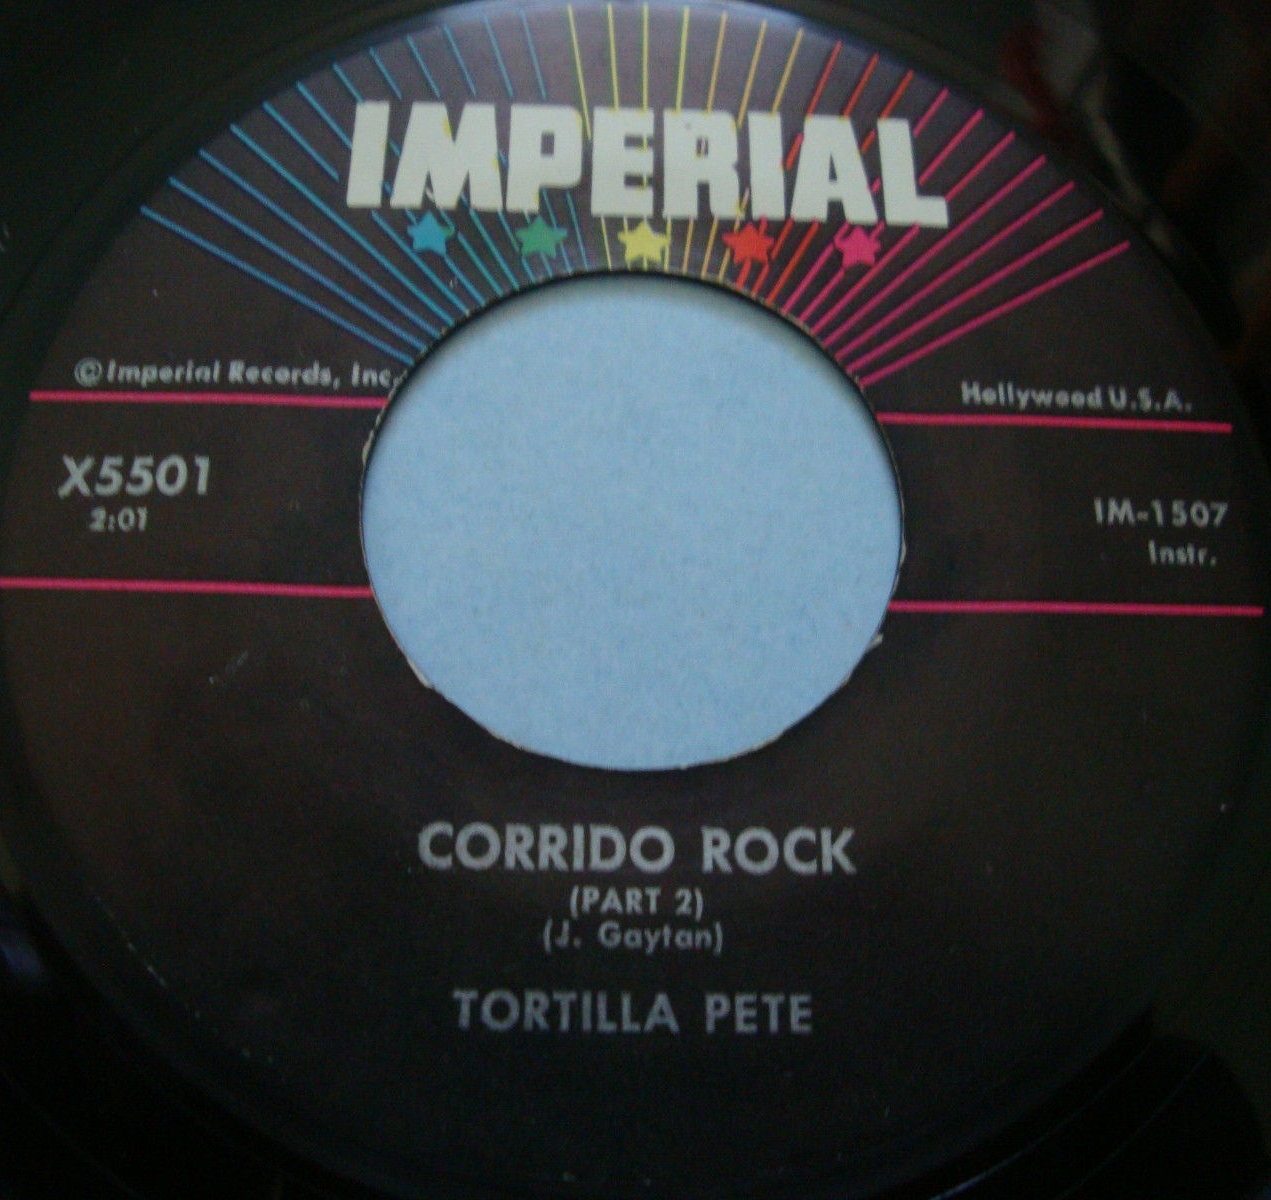 IMPERIAL
© Imperial Records, Inc.
Hollywood U.S.A.
X5501
2:01
IM-1507
Instr.
CORRIDO ROCK
(PART 2)
(J. Gaytan)
TORTILLA PETE